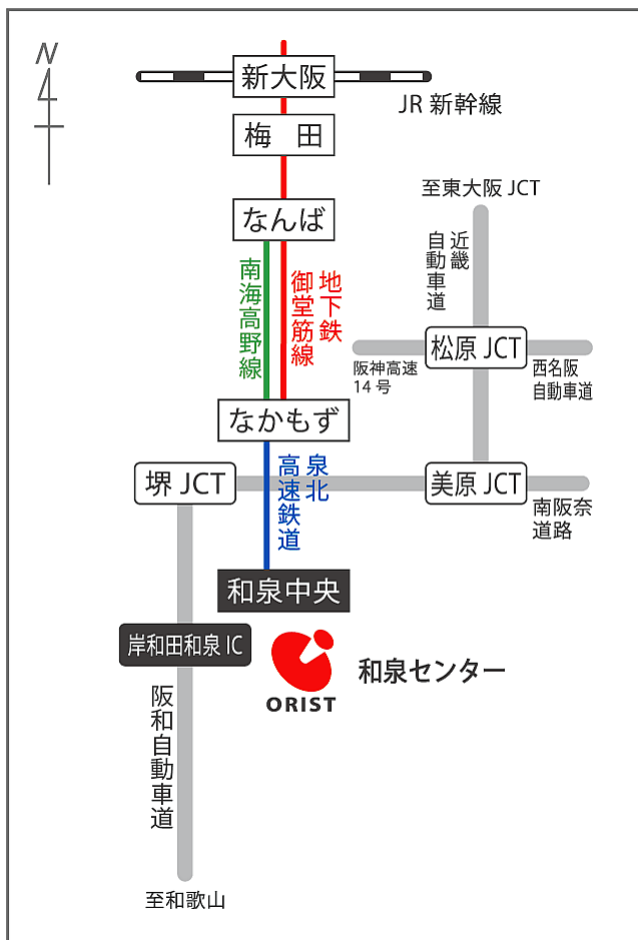 N
新大阪
JR 新幹線
梅　田
至東大阪 JCT
なんば
近畿
自動車道
南海高野線
地下鉄
御堂筋線
松原 JCT
阪神高速
14 号
西名阪
自動車道
なかもず
泉北
高速鉄道
堺 JCT
美原 JCT
南阪奈
道路
和泉中央
岸和田和泉 IC
和泉センター
ORIST
阪和自動車道
至和歌山